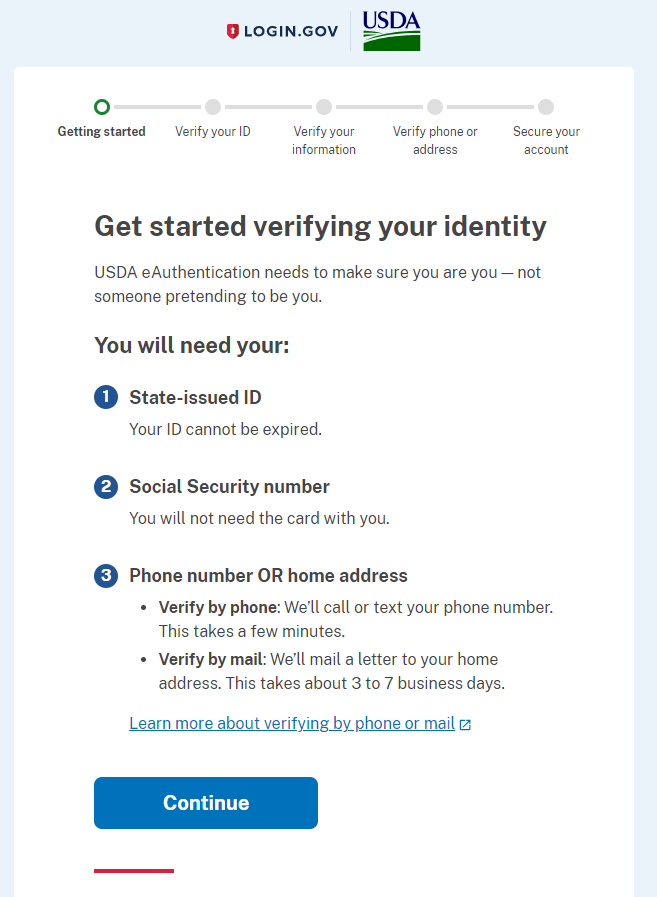 LOGIN.GOV
USDA
Getting started
Verify your ID
Verify your
information
Verify phone or
address
Secure your
account
Get started verifying your identity
USDA eAuthentication needs to make sure you are you — not
someone pretending to be you.
You will need your:
1 State-issued ID
Your ID cannot be expired.
2 Social Security number
You will not need the card with you.
3 Phone number OR home address
• Verify by phone: We’ll call or text your phone number.
This takes a few minutes.
• Verify by mail: We’ll mail a letter to your home
address. This takes about 3 to 7 business days.
Learn more about verifying by phone or mail
Continue